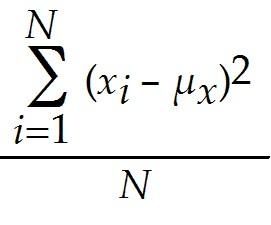 N
∑ (xi − μx)2
i=1
N